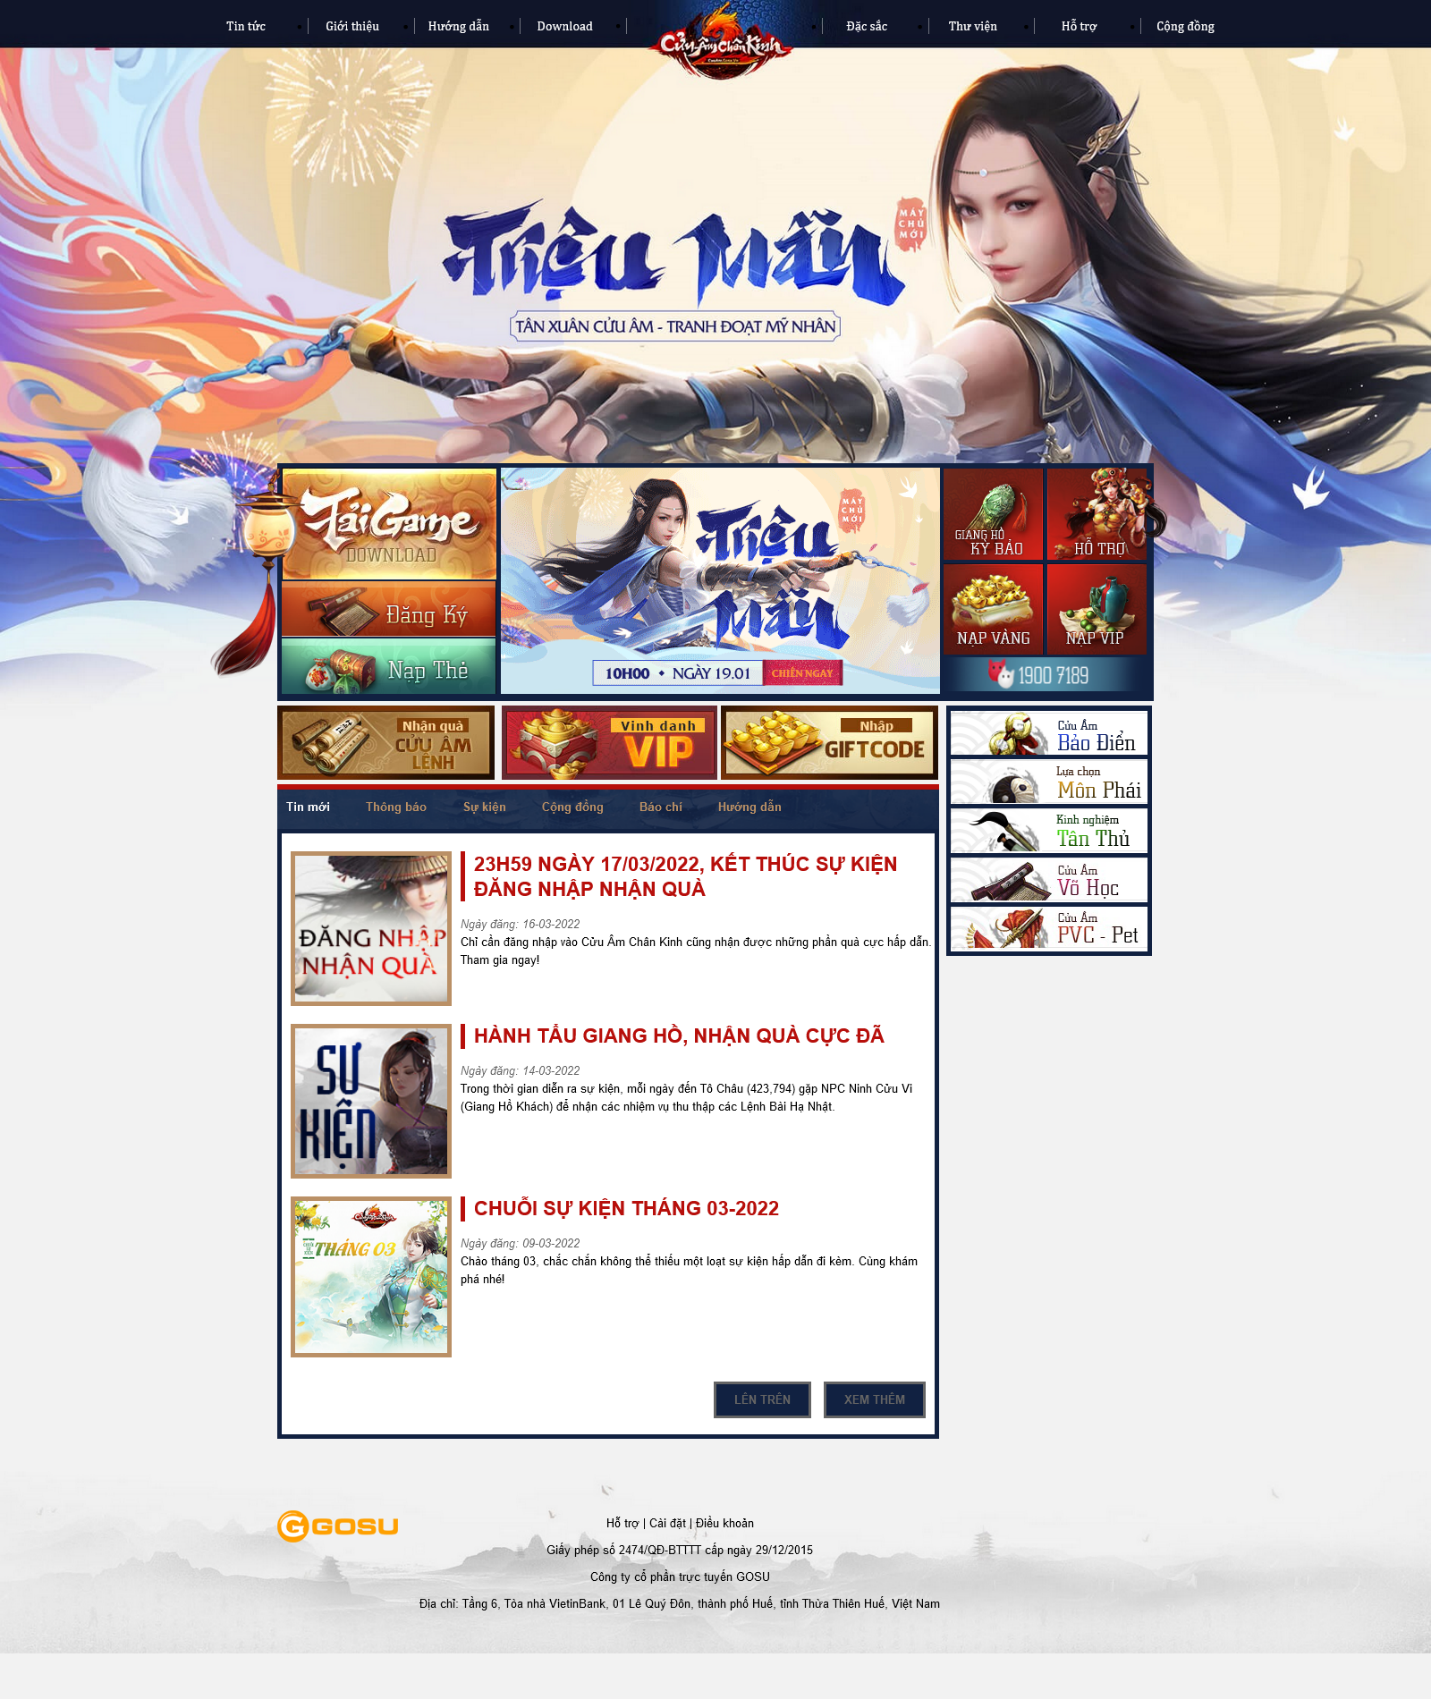 Tin tức
Giới thiệu
Hướng dẫn
Download
Cửu Âm Chân Kinh
Đặc sắc
Thư viện
Hỗ trợ
Cộng đồng
Triệu Mẫn
MÁY CHỦ MỚI
TÂN XUÂN CỬU ÂM - TRANH ĐOẠT MỸ NHÂN
Tải Game
DOWNLOAD
Đăng Ký
Nạp Thẻ
Triệu Mẫn
MÁY CHỦ MỚI
10H00 • NGÀY 19.01
CHIẾN NGAY
GIANG HỒ
KỲ BẢO
HỖ TRỢ
NẠP VÀNG
NẠP VIP
1900 7189
Nhận quà
CỬU ÂM
LỆNH
Vinh danh
VIP
Nhập
GIFTCODE
Cửu Âm
Bảo Điển
Lựa chọn
Môn Phái
Kinh nghiệm
Tân Thủ
Cửu Âm
Võ Học
Cửu Âm
PVC - Pet
Tin mới
Thông báo
Sự kiện
Cộng đồng
Báo chí
Hướng dẫn
ĐĂNG NHẬP
NHẬN QUÀ
23H59 NGÀY 17/03/2022, KẾT THÚC SỰ KIỆN
ĐĂNG NHẬP NHẬN QUÀ
Ngày đăng: 16-03-2022
Chỉ cần đăng nhập vào Cửu Âm Chân Kinh cũng nhận được những phần quà cực hấp dẫn.
Tham gia ngay!
SỰ
KIỆN
HÀNH TẨU GIANG HỒ, NHẬN QUÀ CỰC ĐÃ
Ngày đăng: 14-03-2022
Trong thời gian diễn ra sự kiện, mỗi ngày đến Tô Châu (423,794) gặp NPC Ninh Cửu Vi
(Giang Hồ Khách) để nhận các nhiệm vụ thu thập các Lệnh Bài Hạ Nhật.
Cửu Âm Chân Kinh
THÁNG 03
CHUỖI SỰ KIỆN THÁNG 03-2022
Ngày đăng: 09-03-2022
Chào tháng 03, chắc chắn không thể thiếu một loạt sự kiện hấp dẫn đi kèm. Cùng khám
phá nhé!
LÊN TRÊN
XEM THÊM
GOSU
Hỗ trợ | Cài đặt | Điều khoản
Giấy phép số 2474/QĐ-BTTTT cấp ngày 29/12/2015
Công ty cổ phần trực tuyến GOSU
Địa chỉ: Tầng 6, Tòa nhà VietinBank, 01 Lê Quý Đôn, thành phố Huế, tỉnh Thừa Thiên Huế, Việt Nam